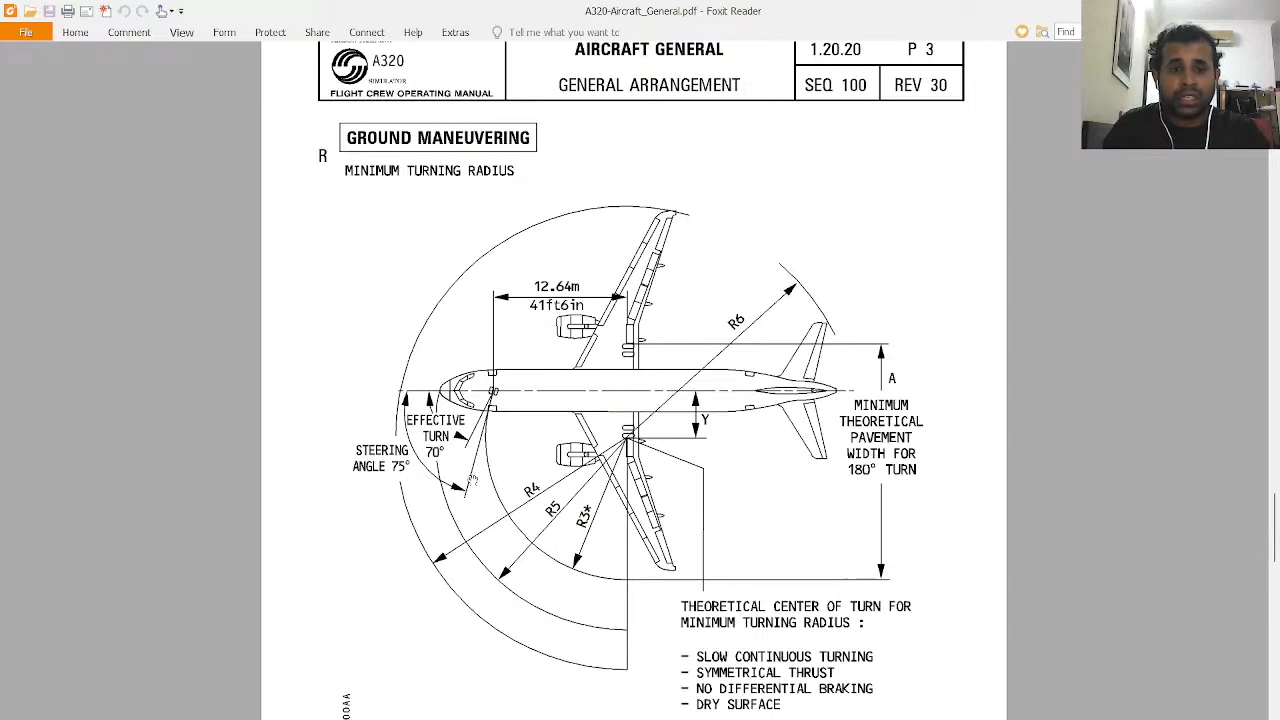 A320-Aircraft_General.pdf - Foxit Reader
File Home Comment View Form Protect Share Connect Help Extras Tell me what you want to Find
A320
SIMULATOR
FLIGHT CREW OPERATING MANUAL
AIRCRAFT GENERAL
GENERAL ARRANGEMENT
1.20.20 P 3
SEQ 100 REV 30
GROUND MANEUVERING
R
MINIMUM TURNING RADIUS
12.64m
41ft6in
R6
A
EFFECTIVE
TURN
70°
STEERING
ANGLE 75°
Y
MINIMUM
THEORETICAL
PAVEMENT
WIDTH FOR
180° TURN
R4
R5
R3*
THEORETICAL CENTER OF TURN FOR
MINIMUM TURNING RADIUS :
- SLOW CONTINUOUS TURNING
- SYMMETRICAL THRUST
- NO DIFFERENTIAL BRAKING
- DRY SURFACE
00AA